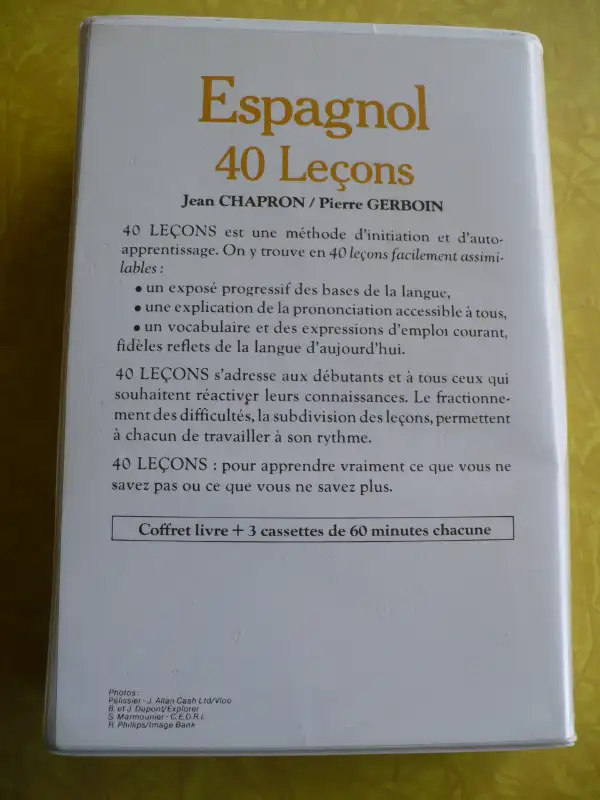 Espagnol
40 Leçons
Jean CHAPRON / Pierre GERBOIN
40 LEÇONS est une méthode d'initiation et d'auto-
apprentissage. On y trouve en 40 leçons facilement assimi-
lables :
• un exposé progressif des bases de la langue,
• une explication de la prononciation accessible à tous,
• un vocabulaire et des expressions d'emploi courant,
fidèles reflets de la langue d'aujourd'hui.
40 LEÇONS s'adresse aux débutants et à tous ceux qui
souhaitent réactiver leurs connaissances. Le fractionne-
ment des difficultés, la subdivision des leçons, permettent
à chacun de travailler à son rythme.
40 LEÇONS : pour apprendre vraiment ce que vous ne
savez pas ou ce que vous ne savez plus.
Coffret livre + 3 cassettes de 60 minutes chacune
Photos :
Pelissier - J. Allan Cash Ltd/Vloo
B. et J. Dupont/Explorer
S. Marmounier - C.E.D.R.I.
R. Phillips/Image Bank